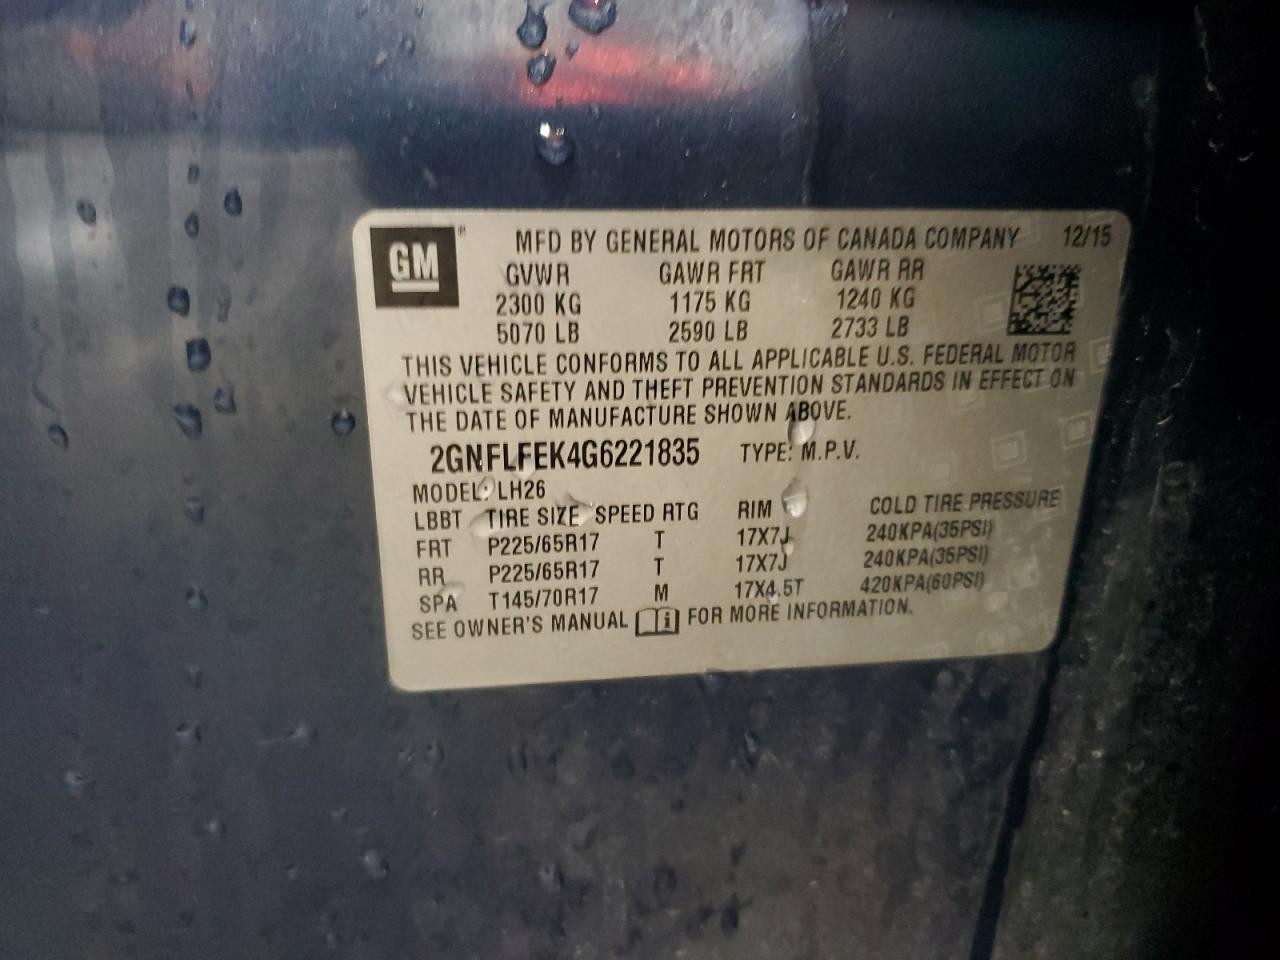 GM ® MFD BY GENERAL MOTORS OF CANADA COMPANY 12/15
GVWR GAWR FRT GAWR RR
2300 KG 1175 KG 1240 KG
5070 LB 2590 LB 2733 LB
THIS VEHICLE CONFORMS TO ALL APPLICABLE U.S. FEDERAL MOTOR
VEHICLE SAFETY AND THEFT PREVENTION STANDARDS IN EFFECT ON
THE DATE OF MANUFACTURE SHOWN ABOVE.
2GNFLFEK4G6221835 TYPE: M.P.V.
MODEL: LH26
LBBT TIRE SIZE SPEED RTG RIM COLD TIRE PRESSURE
FRT P225/65R17 T 17X7J 240KPA(35PSI)
RR P225/65R17 T 17X7J 240KPA(35PSI)
SPA T145/70R17 M 17X4.5T 420KPA(60PSI)
SEE OWNER'S MANUAL i FOR MORE INFORMATION.